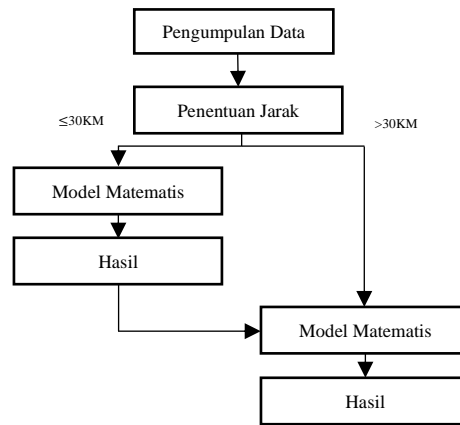 Pengumpulan Data
Penentuan Jarak
≤30KM
>30KM
Model Matematis
Hasil
Model Matematis
Hasil